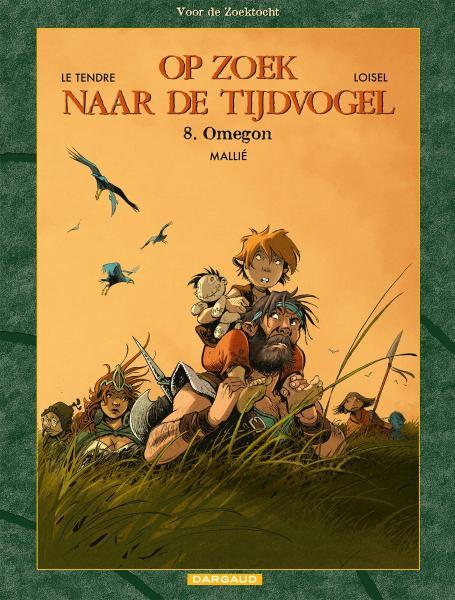 Voor de Zoektocht
LE TENDRE
OP ZOEK
LOISEL
NAAR DE TIJDVOGEL
8. Omegon
MALLIÉ
DARGAUD